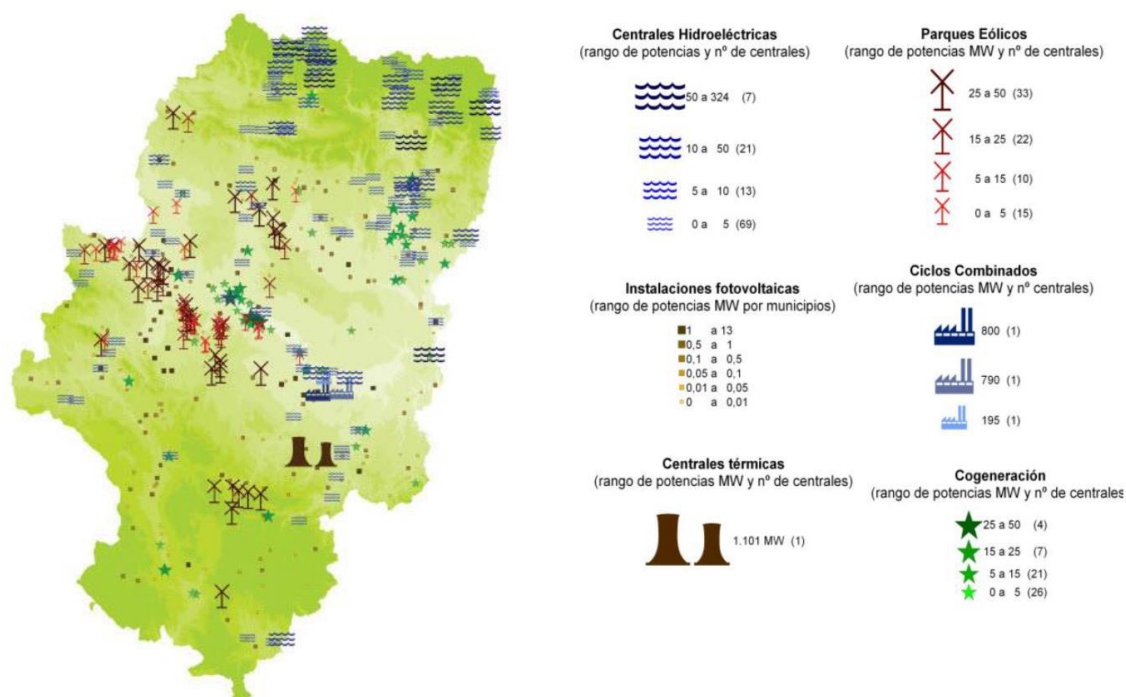 Centrales Hidroeléctricas
(rango de potencias y nº de centrales)
50 a 324 (7)
10 a 50 (21)
5 a 10 (13)
0 a 5 (69)
Parques Eólicos
(rango de potencias MW y nº de centrales)
25 a 50 (33)
15 a 25 (22)
5 a 15 (10)
0 a 5 (15)
Instalaciones fotovoltaicas
(rango de potencias MW por municipios)
1 a 13
0,5 a 1
0,1 a 0,5
0,05 a 0,1
0,01 a 0,05
0 a 0,01
Ciclos Combinados
(rango de potencias MW y nº centrales)
800 (1)
790 (1)
195 (1)
Centrales térmicas
(rango de potencias MW y nº de centrales)
1.101 MW (1)
Cogeneración
(rango de potencias MW y nº de centrales
25 a 50 (4)
15 a 25 (7)
5 a 15 (21)
0 a 5 (26)